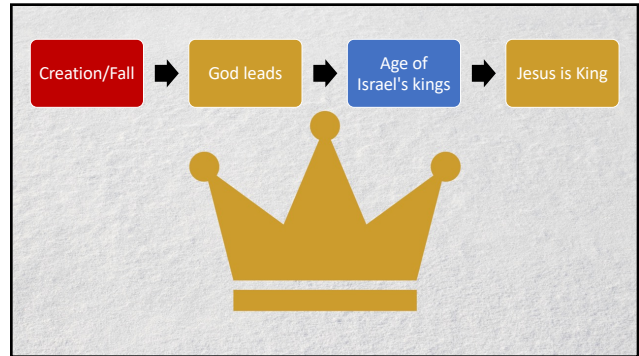 Creation/Fall
God leads
Age of
Israel's kings
Jesus is King